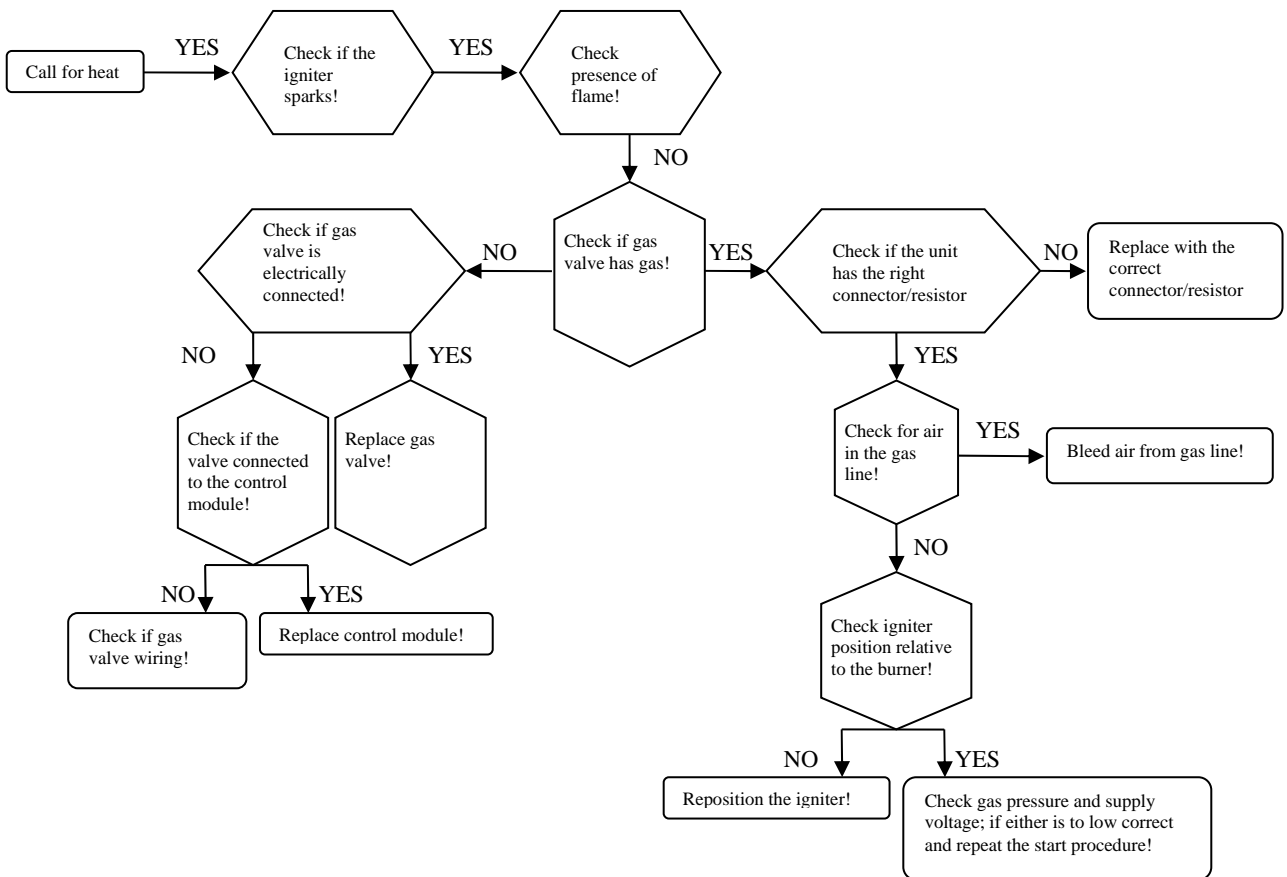 Call for heat
YES
Check if the
igniter
sparks!
YES
Check
presence of
flame!
NO
Check if gas
valve has gas!
NO
Check if gas
valve is
electrically
connected!
YES
Check if the unit
has the right
connector/resistor
NO
Replace with the
correct
connector/resistor
NO
YES
Check if the
valve connected
to the control
module!
Replace gas
valve!
NO
YES
Check if gas
valve wiring!
Replace control module!
YES
Check for air
in the gas
line!
YES
Bleed air from gas line!
NO
Check igniter
position relative
to the burner!
NO
YES
Reposition the igniter!
Check gas pressure and supply
voltage; if either is to low correct
and repeat the start procedure!